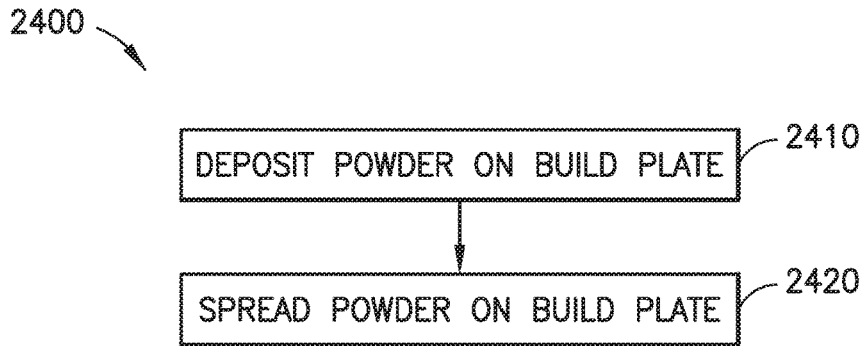 2400
DEPOSIT POWDER ON BUILD PLATE
2410
SPREAD POWDER ON BUILD PLATE
2420